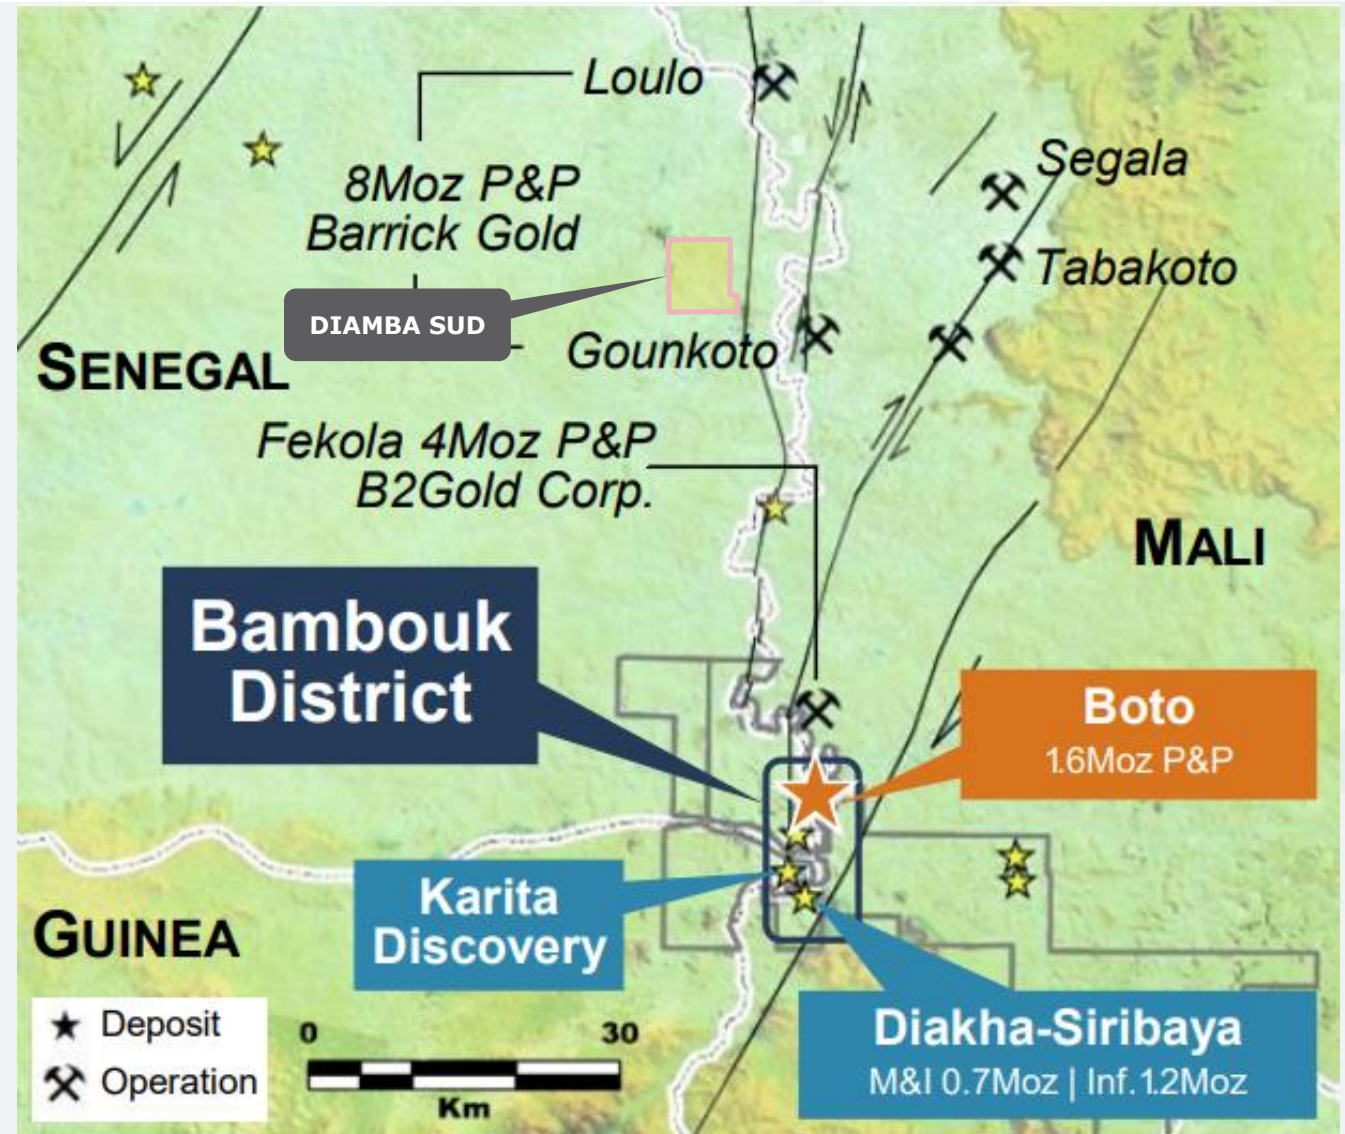 Loulo
Segala
8Moz P&P
Barrick Gold
Tabakoto
DIAMBA SUD
Gounkoto
SENEGAL
Fekola 4Moz P&P
B2Gold Corp.
MALI
Bambouk
District
Boto
1.6Moz P&P
Karita
Discovery
GUINEA
Diakha-Siribaya
M&I 0.7Moz | Inf. 1.2Moz
Deposit
Operation
0 30
Km